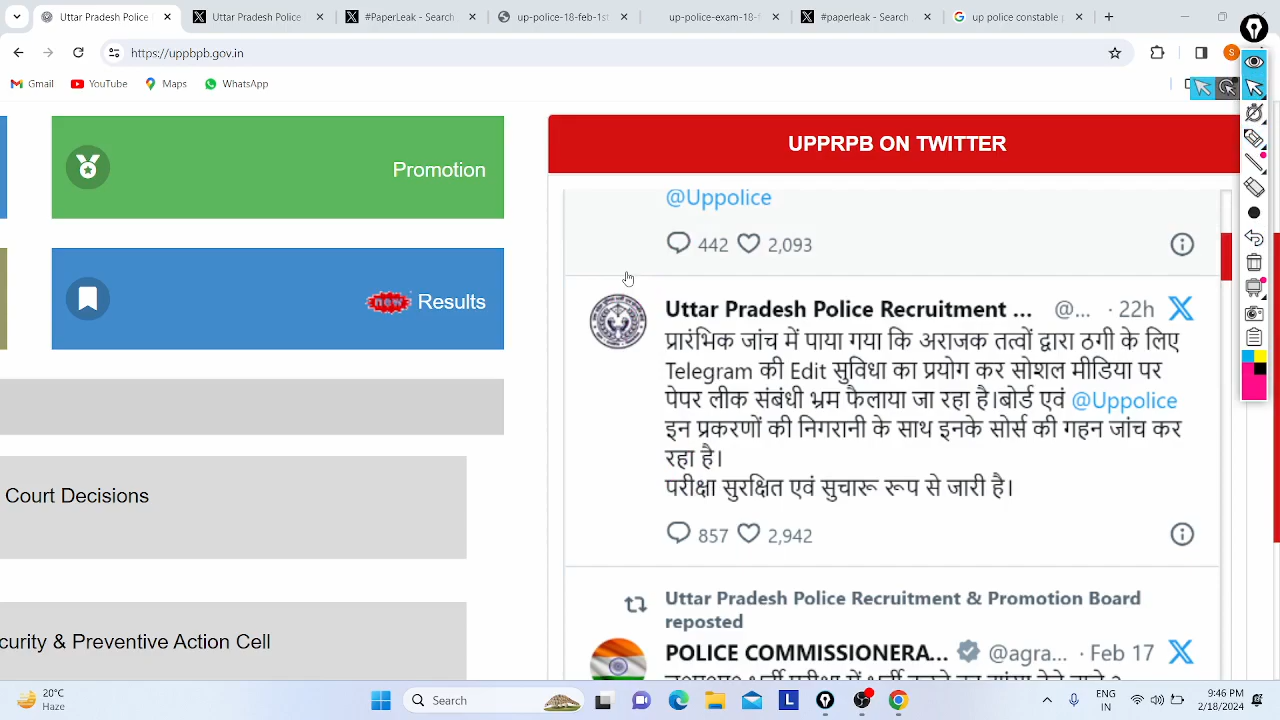 Uttar Pradesh Police
#PaperLeak - Search
up-police-18-feb-1st
up-police-exam-18-f
#paperleak - Search
up police constable
https://uppbpb.gov.in
S
Gmail
YouTube
Maps
WhatsApp
Promotion
new
Results
Court Decisions
curity & Preventive Action Cell
UPPRPB ON TWITTER
@Uppolice
442
2,093
Uttar Pradesh Police Recruitment ... @... · 22h
प्रारंभिक जांच में पाया गया कि अराजक तत्वों द्वारा ठगी के लिए
Telegram की Edit सुविधा का प्रयोग कर सोशल मीडिया पर
पेपर लीक संबंधी भ्रम फैलाया जा रहा है।बोर्ड एवं @Uppolice
इन प्रकरणों की निगरानी के साथ इनके सोर्स की गहन जांच कर
रहा है।
परीक्षा सुरक्षित एवं सुचारू रूप से जारी है।
857
2,942
Uttar Pradesh Police Recruitment & Promotion Board
reposted
POLICE COMMISSIONERA... @agra... · Feb 17
20°C
Haze
Search
L
ENG
IN
9:46 PM
2/18/2024